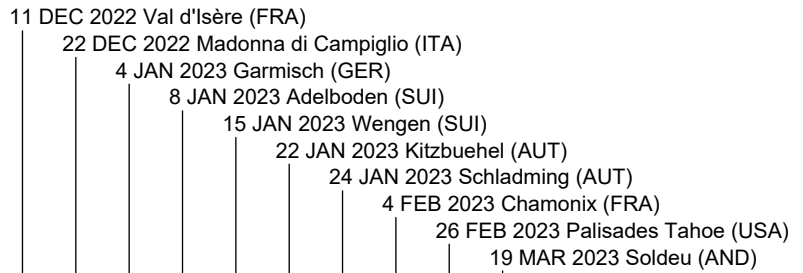 11 DEC 2022 Val d'Isère (FRA)
22 DEC 2022 Madonna di Campiglio (ITA)
4 JAN 2023 Garmisch (GER)
8 JAN 2023 Adelboden (SUI)
15 JAN 2023 Wengen (SUI)
22 JAN 2023 Kitzbuehel (AUT)
24 JAN 2023 Schladming (AUT)
4 FEB 2023 Chamonix (FRA)
26 FEB 2023 Palisades Tahoe (USA)
19 MAR 2023 Soldeu (AND)